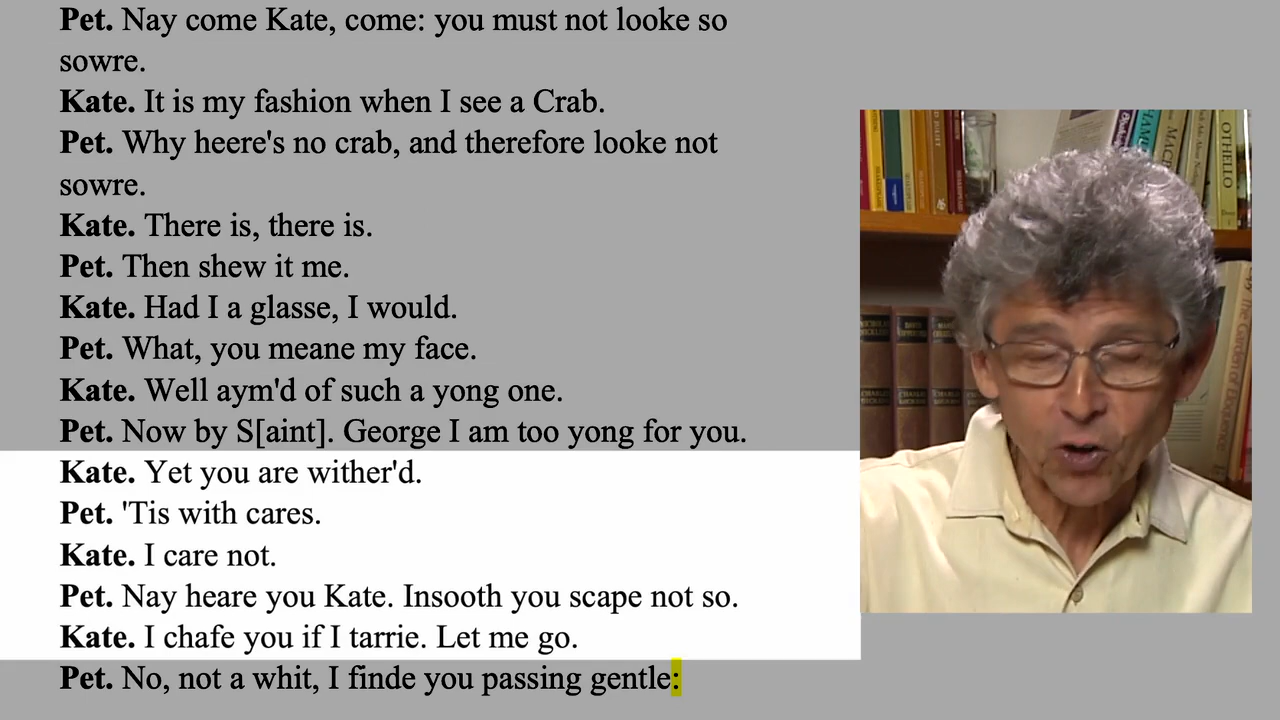 Pet. Nay come Kate, come: you must not looke so
sowre.
Kate. It is my fashion when I see a Crab.
Pet. Why heere's no crab, and therefore looke not
sowre.
Kate. There is, there is.
Pet. Then shew it me.
Kate. Had I a glasse, I would.
Pet. What, you meane my face.
Kate. Well aym'd of such a yong one.
Pet. Now by S[aint]. George I am too yong for you.
Kate. Yet you are wither'd.
Pet. 'Tis with cares.
Kate. I care not.
Pet. Nay heare you Kate. Insooth you scape not so.
Kate. I chafe you if I tarrie. Let me go.
Pet. No, not a whit, I finde you passing gentle:
OTHELLO